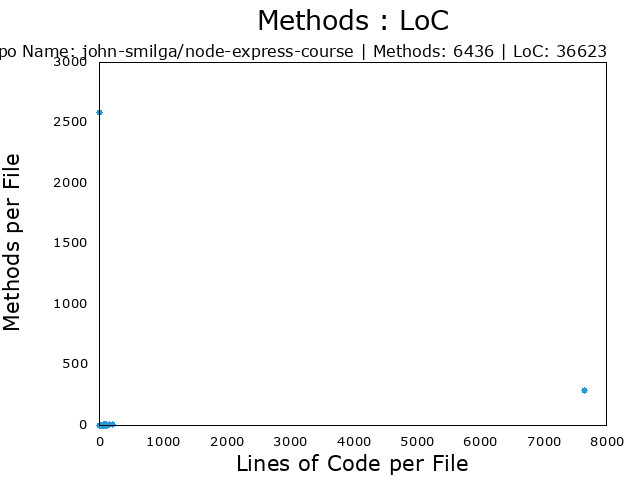 Methods : LoC
po Name: john-smilga/node-express-course | Methods: 6436 | LoC: 36623
3000
2500
2000
1500
1000
500
0
Methods per File
0 1000 2000 3000 4000 5000 6000 7000 8000
Lines of Code per File